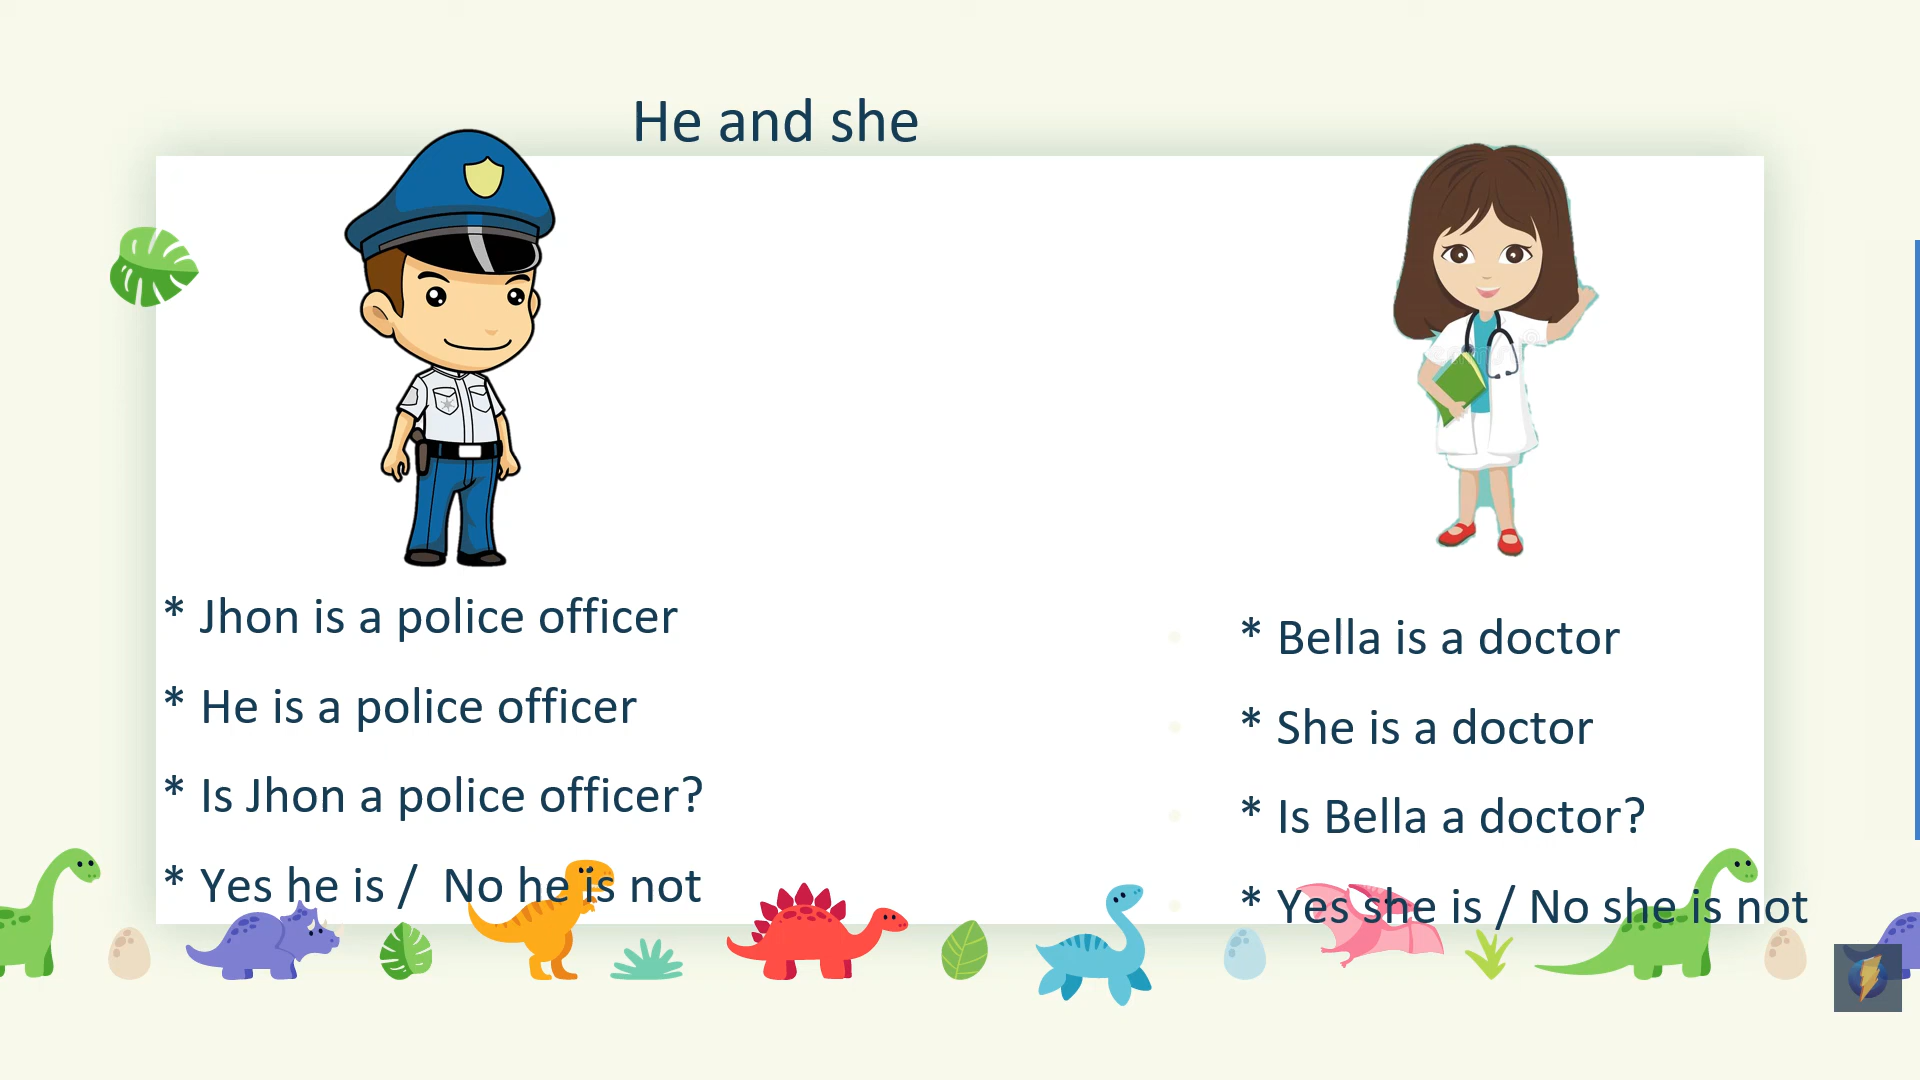 He and she
* Jhon is a police officer
* He is a police officer
* Is Jhon a police officer?
* Yes he is /  No he is not
* Bella is a doctor
* She is a doctor
* Is Bella a doctor?
* Yes she is / No she is not